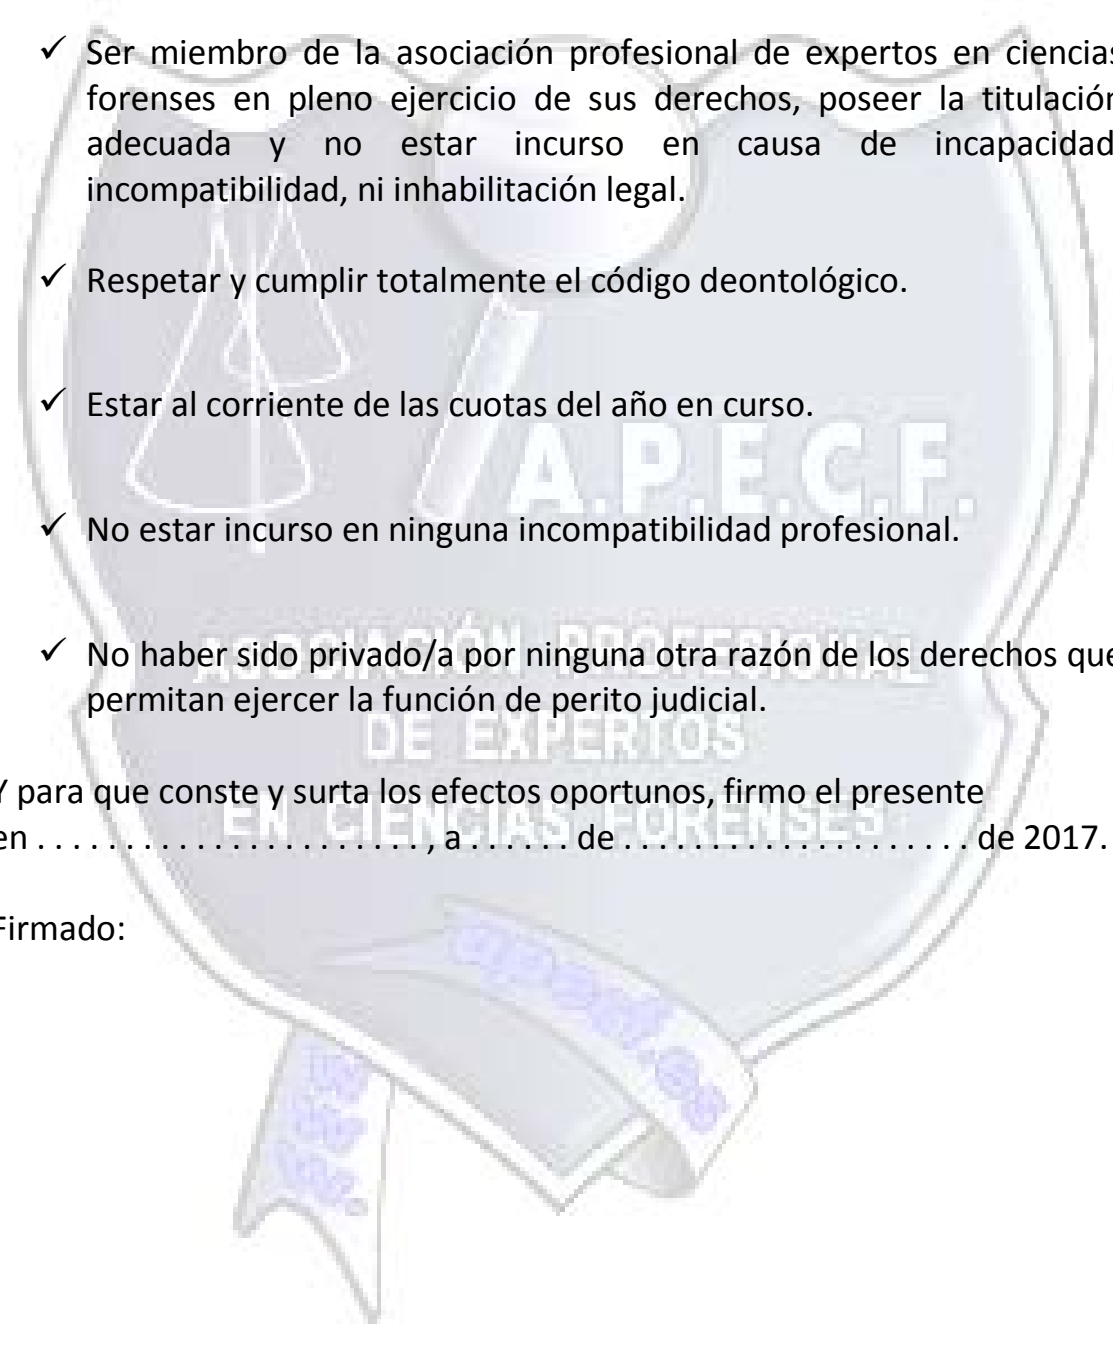 ✓ Ser miembro de la asociación profesional de expertos en ciencias
forenses en pleno ejercicio de sus derechos, poseer la titulación
adecuada y no estar incurso en causa de incapacidad
incompatibilidad, ni inhabilitación legal.
✓ Respetar y cumplir totalmente el código deontológico.
✓ Estar al corriente de las cuotas del año en curso.
A.P.E.C.F.
✓ No estar incurso en ninguna incompatibilidad profesional.
ASOCIACIÓN PROFESIONAL
✓ No haber sido privado/a por ninguna otra razón de los derechos que
permitan ejercer la función de perito judicial.
DE EXPERTOS
Y para que conste y surta los efectos oportunos, firmo el presente
EN CIENCIAS FORENSES
en . . . . . . . . . . . . . . . . . . . . . . . , a . . . . . . de . . . . . . . . . . . . . . . . . . . . de 2017.
Firmado:
www.
apecf.es